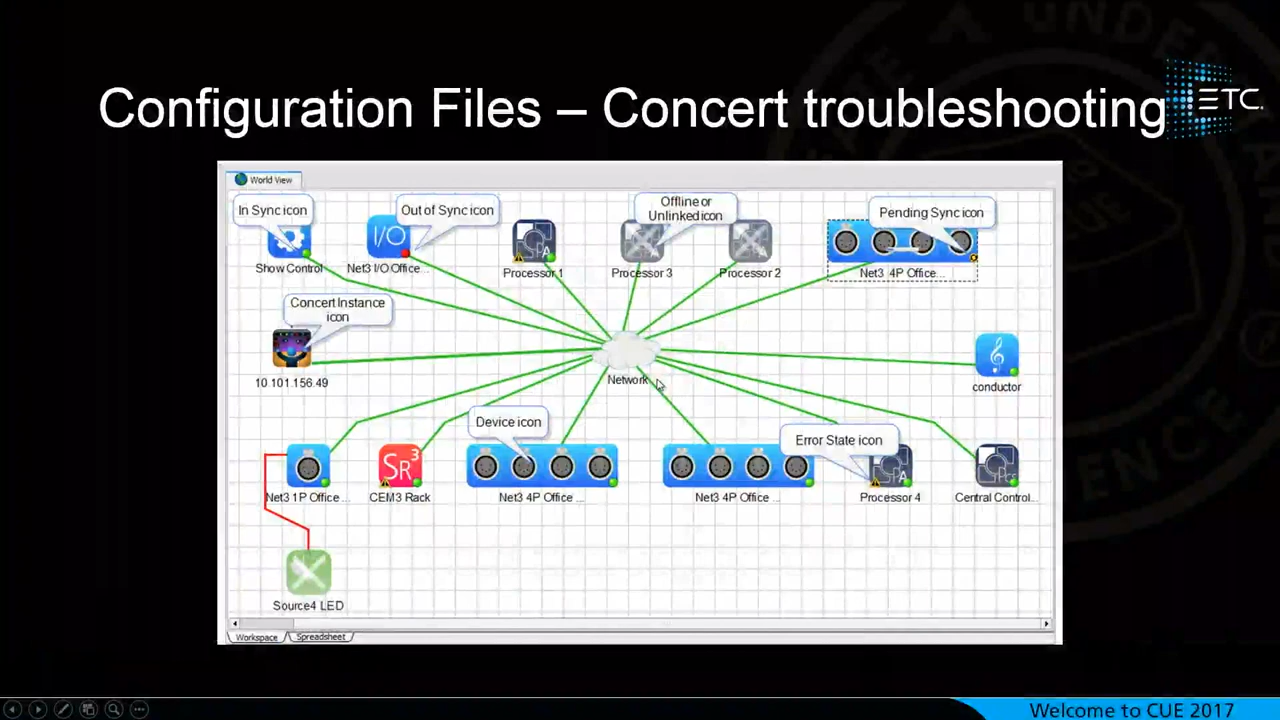 Configuration Files – Concert troubleshooting
ETC.
World View
In Sync icon
Out of Sync icon
Offline or
Unlinked icon
Pending Sync icon
I/O
Show Control
Net3 I/O Office...
Processor 1
Processor 3
Processor 2
Net3 4P Office...
Concert Instance
icon
10.101.156.49
Network
conductor
Device icon
Error State icon
SR3
Net3 1P Office ...
CEM3 Rack
Net3 4P Office ...
Net3 4P Office ...
Processor 4
Central Control...
Source4 LED
Workspace
Spreadsheet
Welcome to CUE 2017